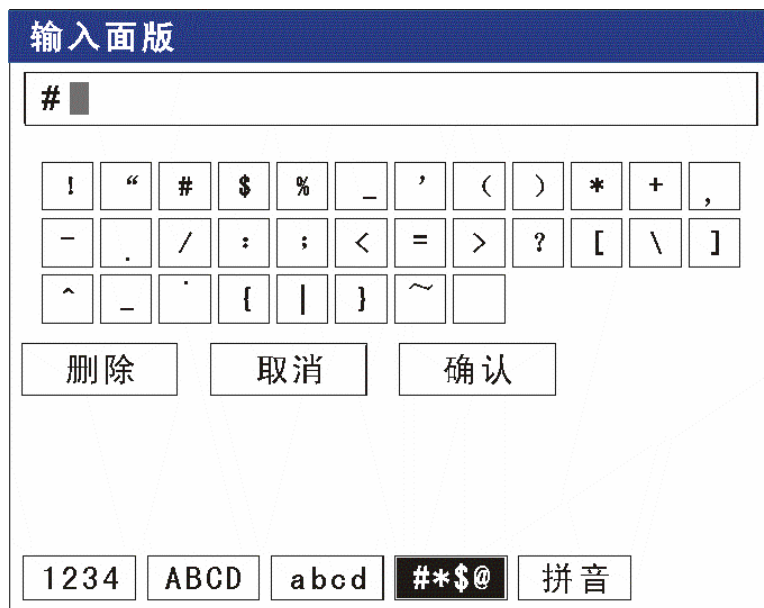 输入面版
#
! “ # $ % _ ’ ( ) * + ,
- . / : ; < = > ? [ \ ]
^ _ ˙ { | } ~
删除 取消 确认
1234 ABCD abcd #*$@ 拼音